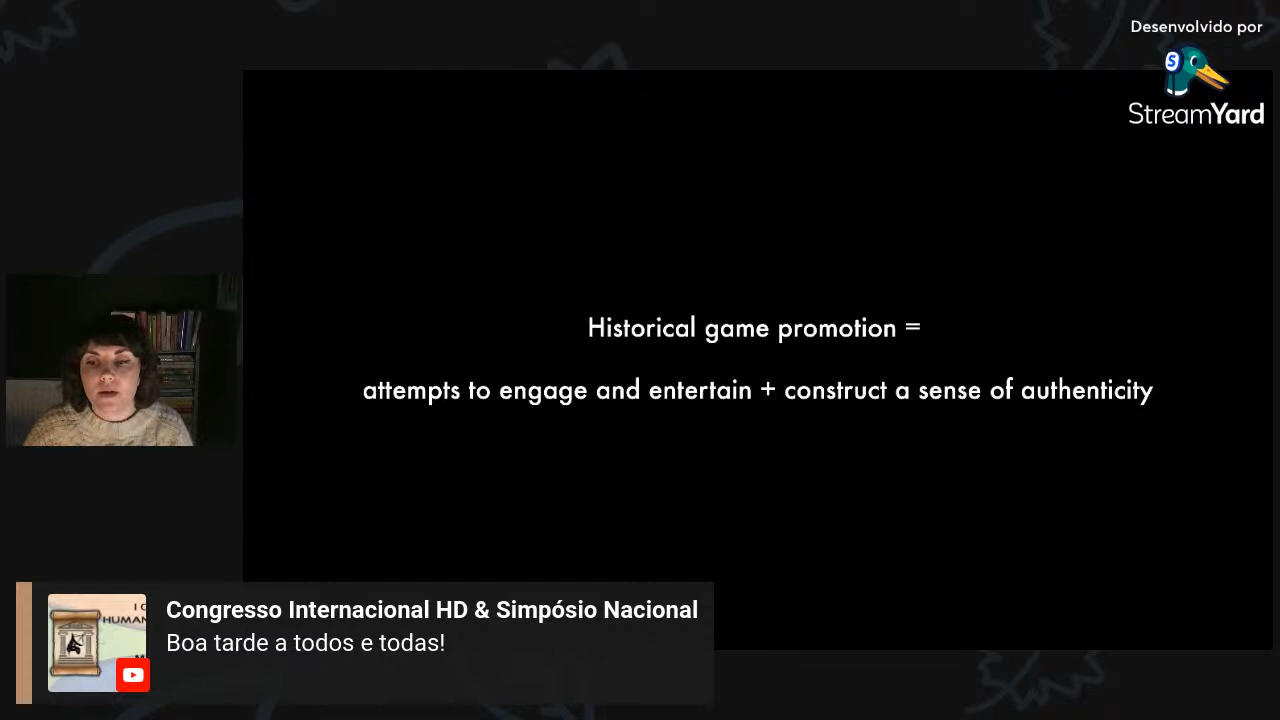 Desenvolvido por
S
StreamYard
Historical game promotion =
attempts to engage and entertain + construct a sense of authenticity
Congresso Internacional HD & Simpósio Nacional
Boa tarde a todos e todas!